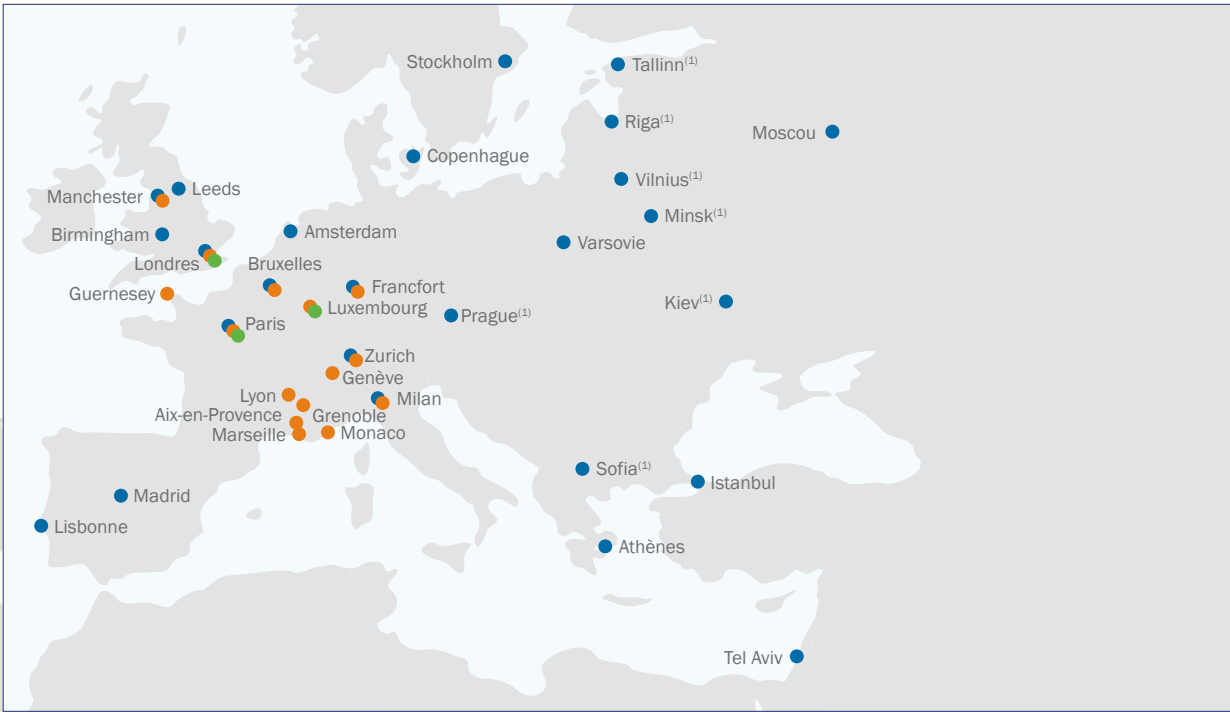 Stockholm
Tallinn(1)
Riga(1)
Moscou
Copenhague
Vilnius(1)
Leeds
Manchester
Minsk(1)
Birmingham
Amsterdam
Varsovie
Londres
Bruxelles
Francfort
Guernesey
Luxembourg
Kiev(1)
Prague(1)
Paris
Zurich
Genève
Lyon
Milan
Aix-en-Provence
Grenoble
Marseille
Monaco
Sofia(1)
Istanbul
Madrid
Lisbonne
Athènes
Tel Aviv